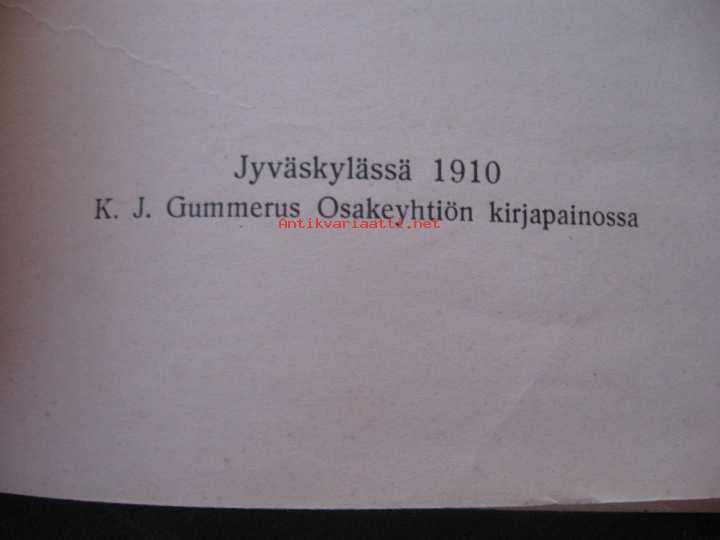 Jyväskylässä 1910
K. J. Gummerus Osakeyhtiön kirjapainossa
Antikvariaatti.net